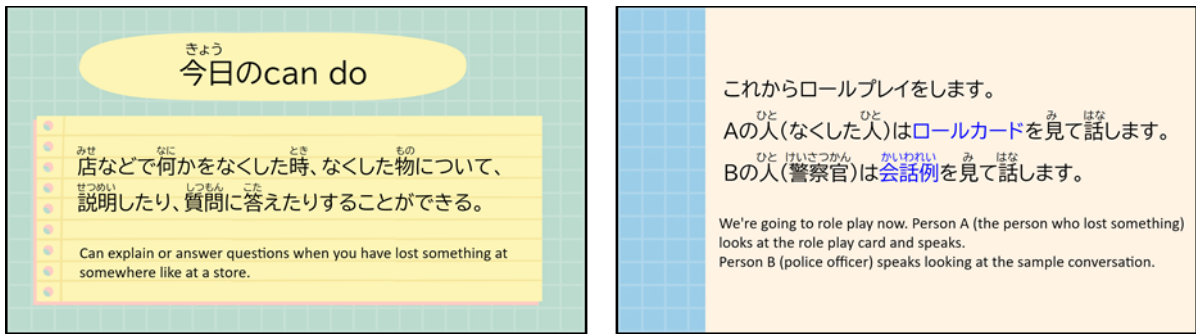 きょう
今日のcan do
みせ なに とき もの
店などで何かをなくした時、なくした物について、
せつめい しつもん こた
説明したり、質問に答えたりすることができる。
Can explain or answer questions when you have lost something at
somewhere like at a store.
これからロールプレイをします。
ひと ひと み はな
Aの人(なくした人)はロールカードを見て話します。
ひと けいさつかん かいわれい み はな
Bの人(警察官)は会話例を見て話します。
We're going to role play now. Person A (the person who lost something)
looks at the role play card and speaks.
Person B (police officer) speaks looking at the sample conversation.